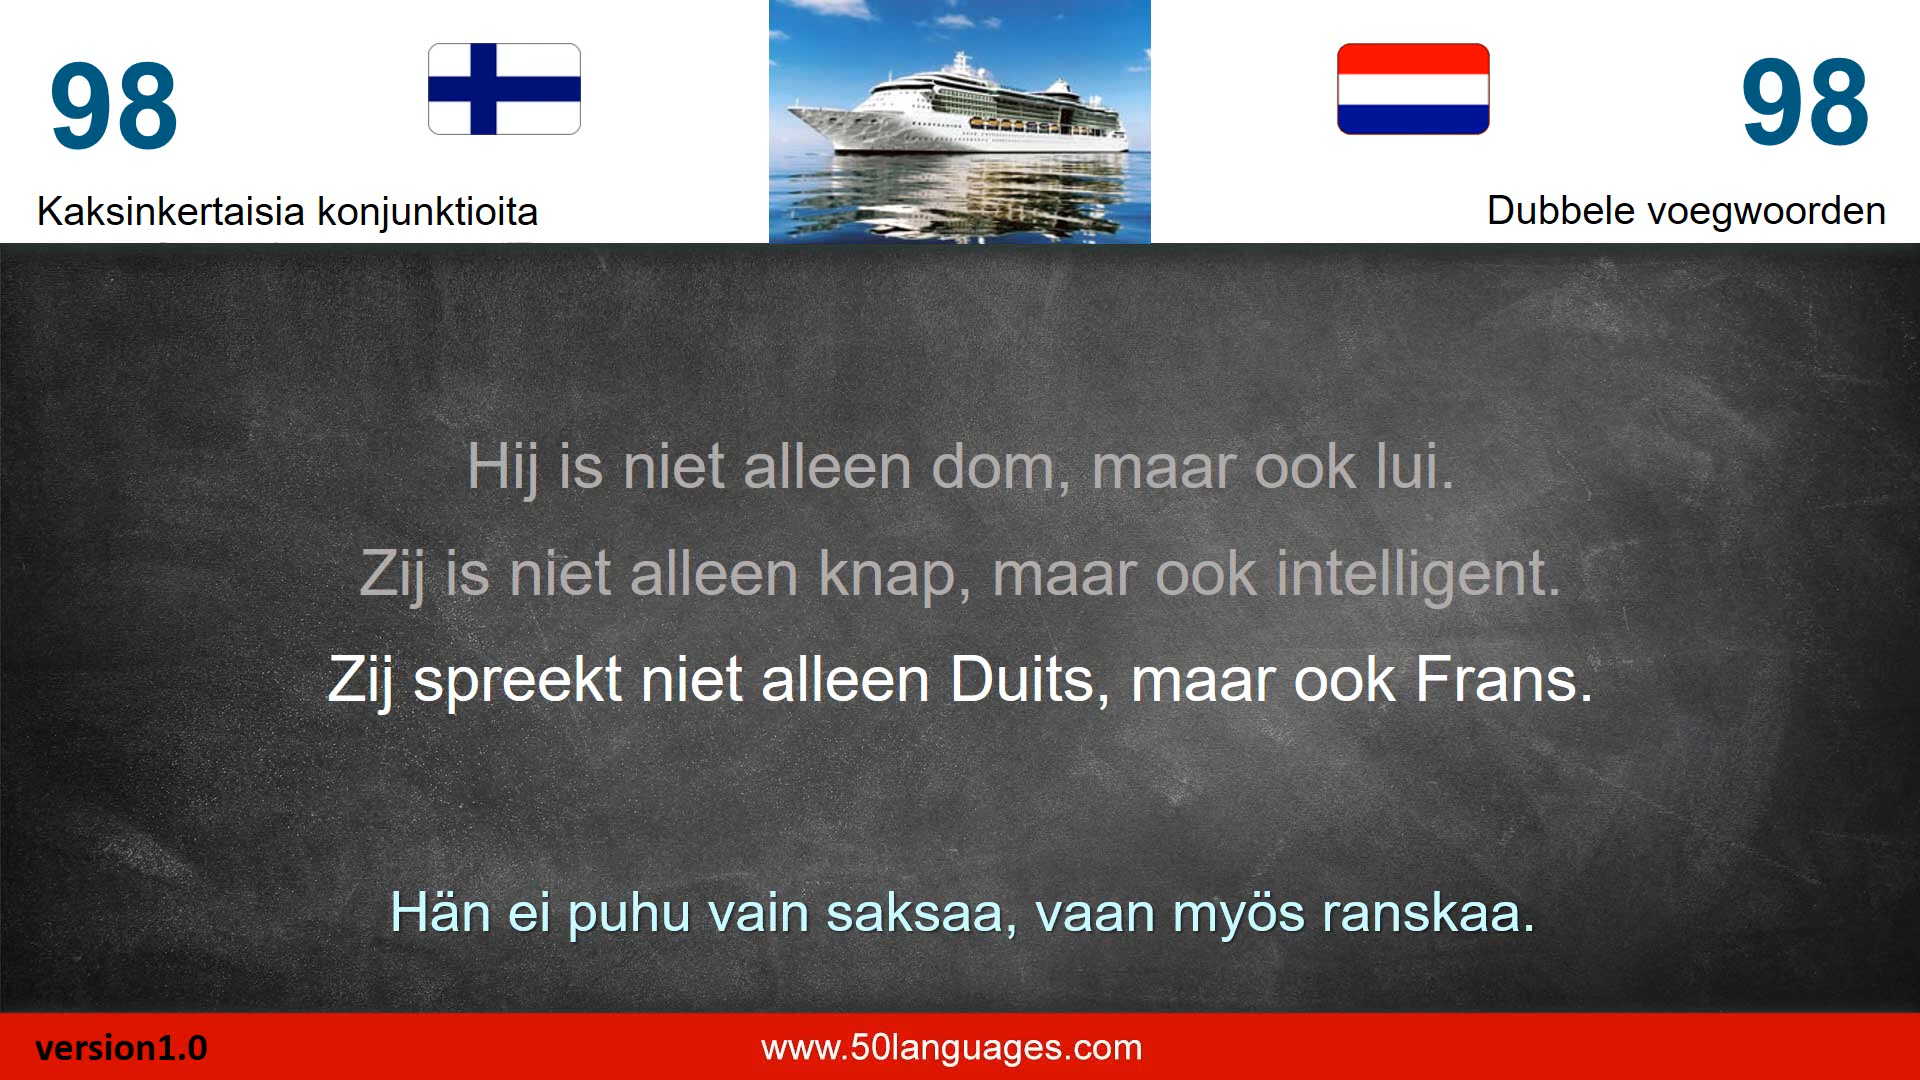 98
98
Kaksinkertaisia konjunktioita
Dubbele voegwoorden
Hij is niet alleen dom, maar ook lui.
Zij is niet alleen knap, maar ook intelligent.
Zij spreekt niet alleen Duits, maar ook Frans.
Hän ei puhu vain saksaa, vaan myös ranskaa.
version1.0
www.50languages.com